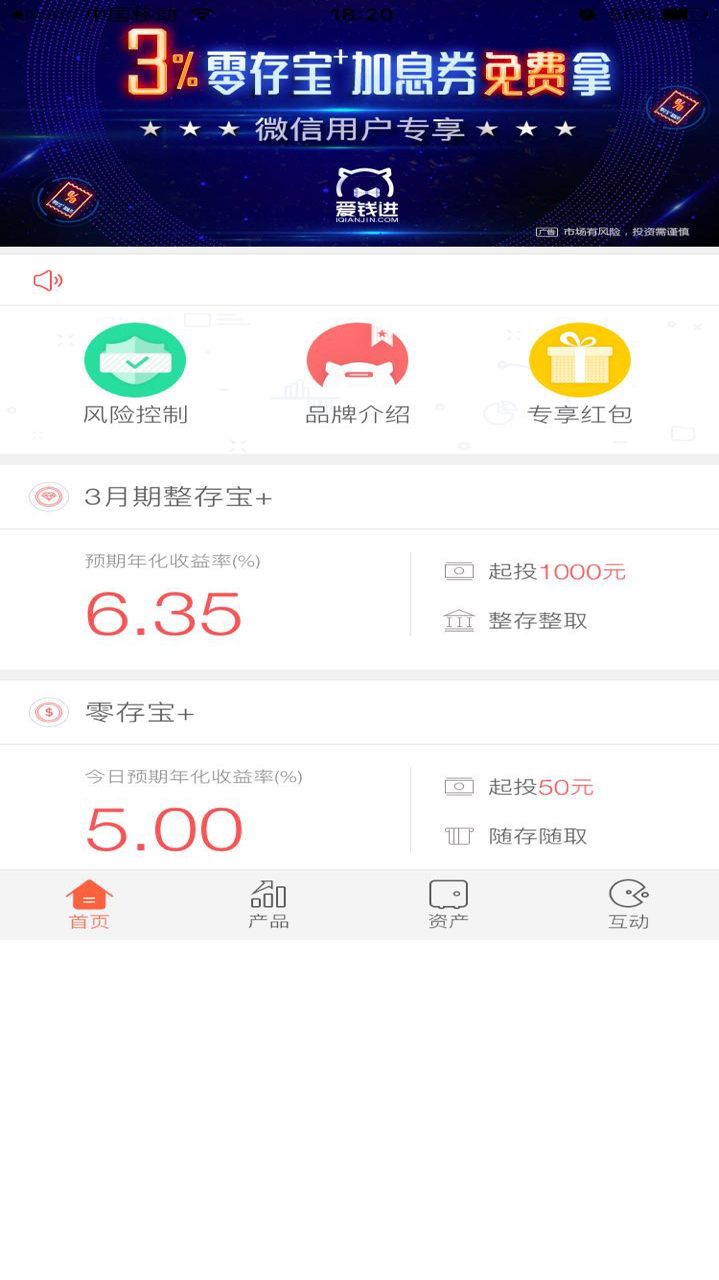 中国移动 18:20 50%
3%零存宝+加息券免费拿
★ ★ ★ 微信用户专享 ★ ★ ★
爱钱进
IQIANJIN.COM
广告 市场有风险，投资需谨慎
风险控制 品牌介绍 专享红包
3月期整存宝+
预期年化收益率(%)
6.35
起投1000元
整存整取
零存宝+
今日预期年化收益率(%)
5.00
起投50元
随存随取
首页 产品 资产 互动